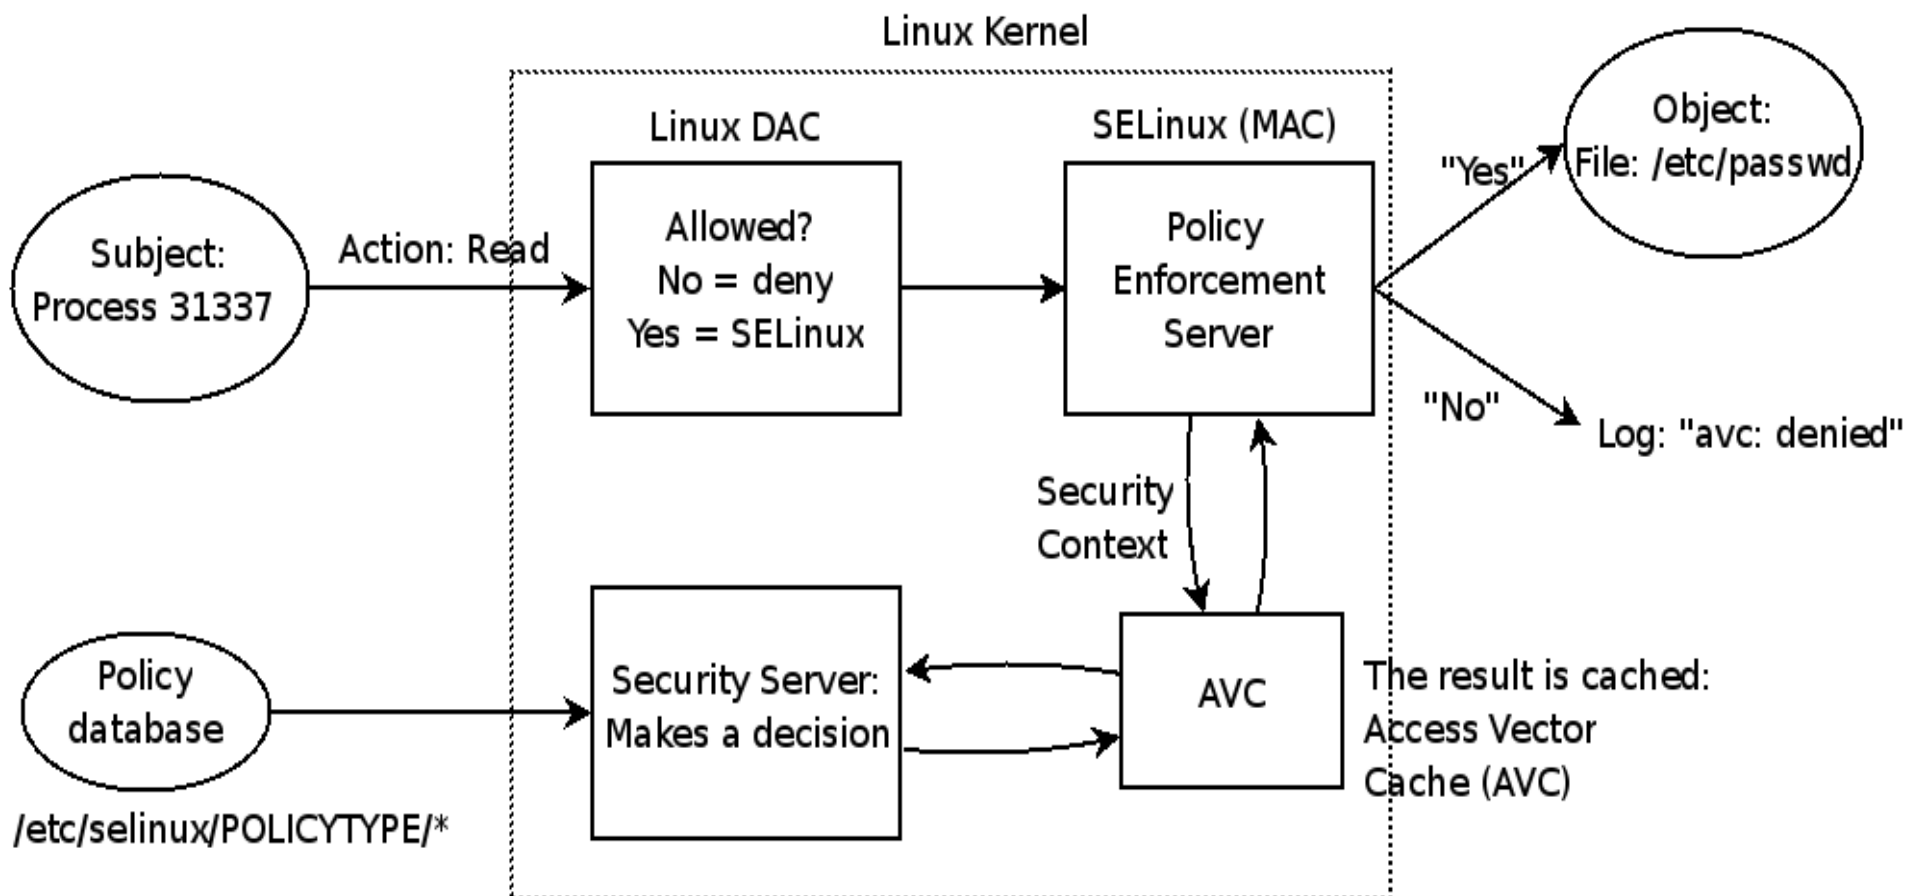 Linux Kernel
Linux DAC
SELinux (MAC)
Object:
File: /etc/passwd
"Yes"
Subject:
Process 31337
Action: Read
Allowed?
No = deny
Yes = SELinux
Policy
Enforcement
Server
"No"
Log: "avc: denied"
Security
Context
Policy
database
/etc/selinux/POLICYTYPE/*
Security Server:
Makes a decision
AVC
The result is cached:
Access Vector
Cache (AVC)